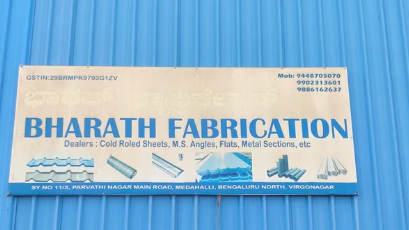 GSTIN:29BRMPK9793G1ZV
Mob: 9448705070
9902313601
9886162637
BHARATH FABRICATION
Dealers : Cold Roled Sheets, M.S. Angles, Flats, Metal Sections, etc
SY NO 11/3, PARVATHI NAGAR MAIN ROAD, MEDAHALLI, BENGALURU NORTH, VIRGONAGAR